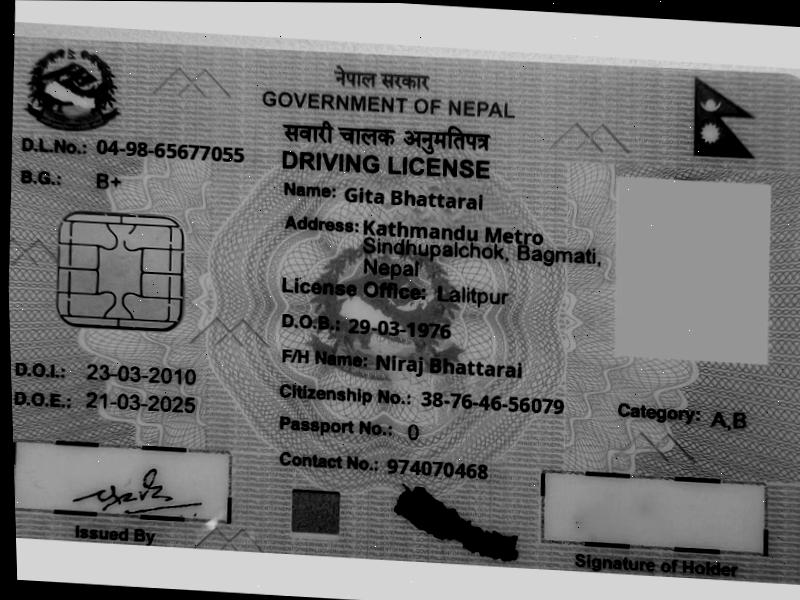 नेपाल सरकार
GOVERNMENT OF NEPAL
सवारी चालक अनुमतिपत्र
DRIVING LICENSE
D.L.No.: 04-98-65677055
B.G.: B+
Name: Gita Bhattarai
Address: Kathmandu Metro
Sindhupalchok, Bagmati,
Nepal
License Office: Lalitpur
D.O.B.: 29-03-1976
F/H Name: Niraj Bhattarai
D.O.I.: 23-03-2010
D.O.E.: 21-03-2025
Citizenship No.: 38-76-46-56079
Category: A,B
Passport No.: 0
Contact No.: 974070468
Issued By
Signature of Holder